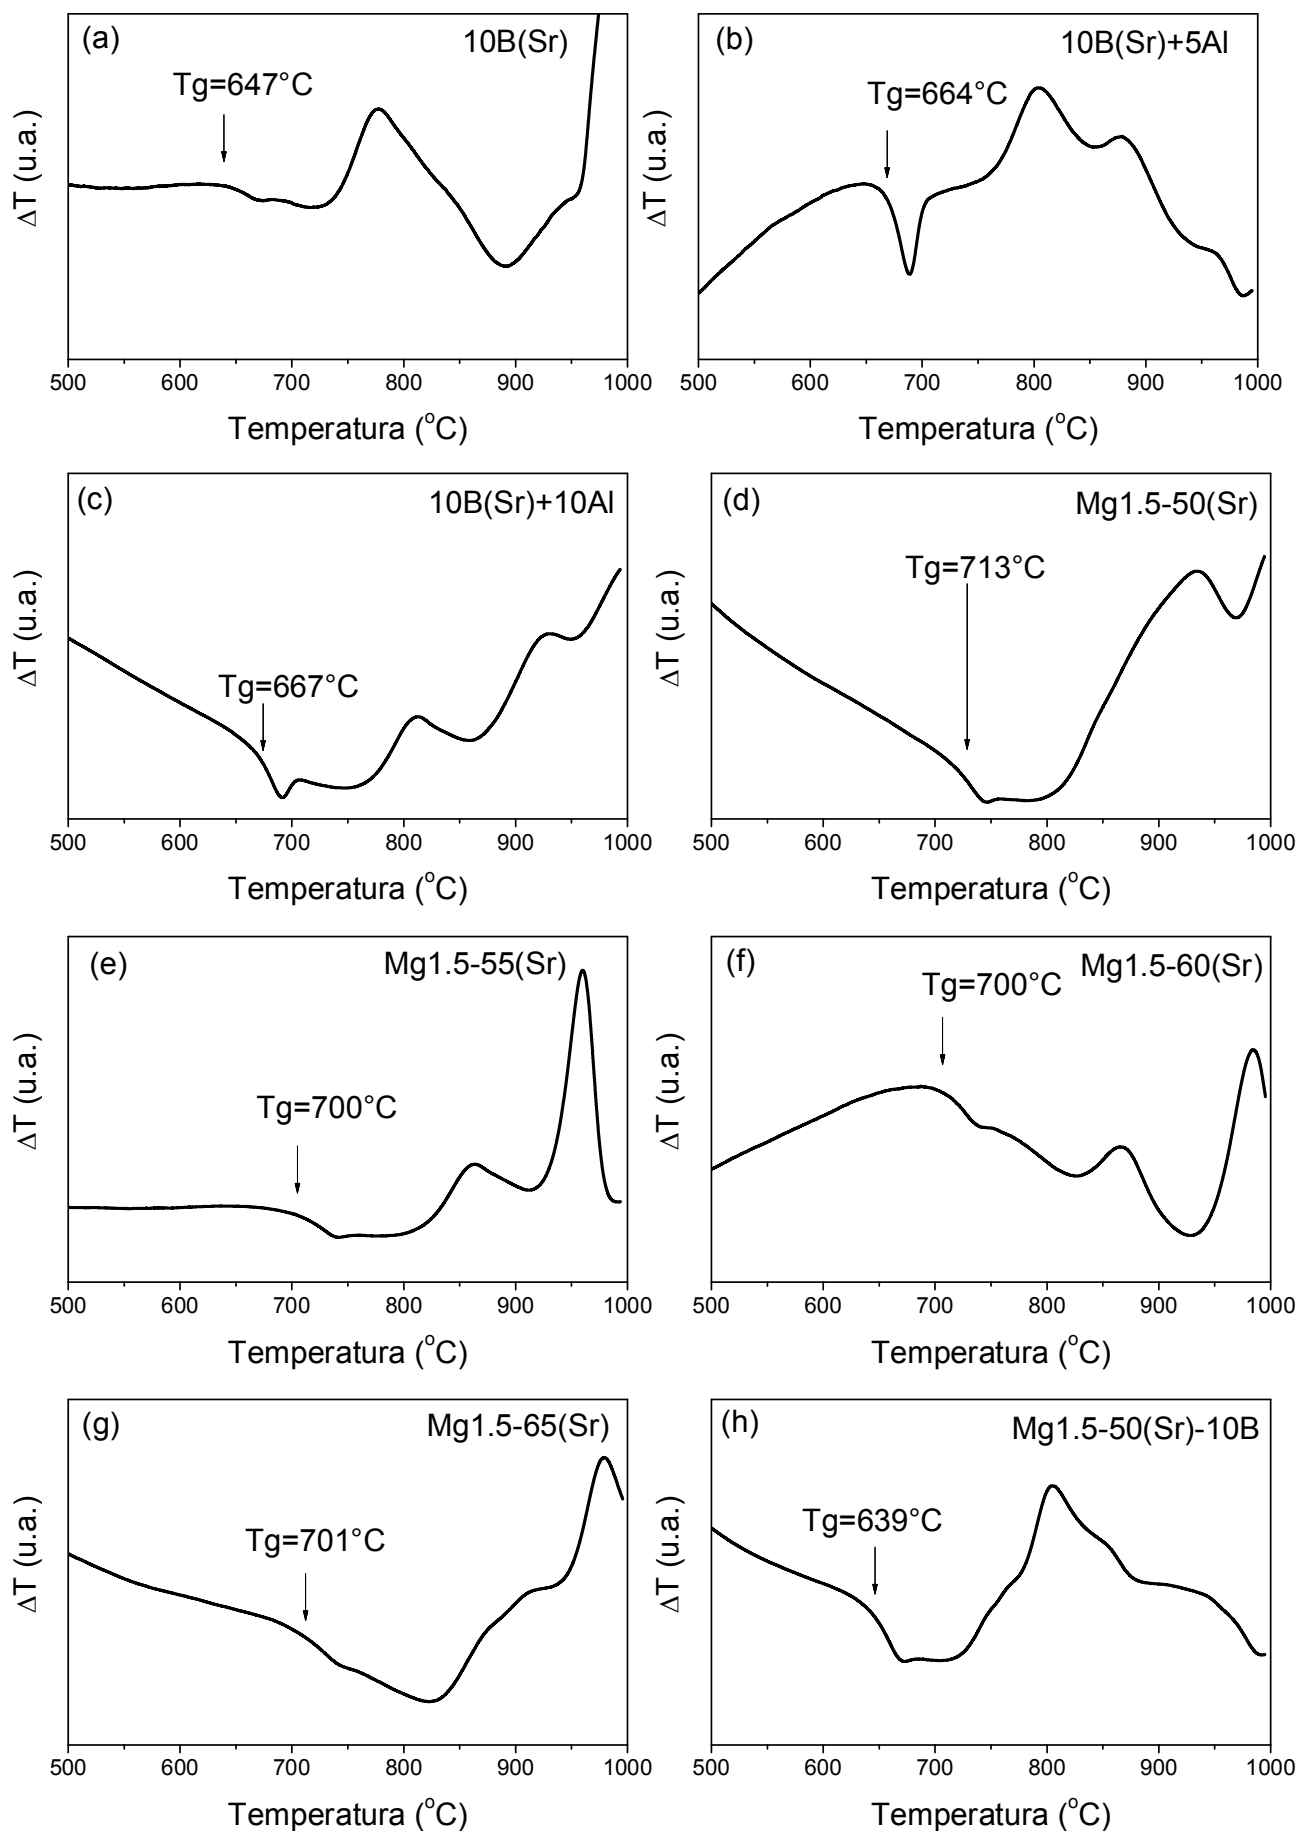 (a)
10B(Sr)
Tg=647°C
ΔT (u.a.)
500 600 700 800 900 1000
Temperatura (°C)
(b)
10B(Sr)+5Al
Tg=664°C
ΔT (u.a.)
500 600 700 800 900 1000
Temperatura (°C)
(c)
10B(Sr)+10Al
Tg=667°C
ΔT (u.a.)
500 600 700 800 900 1000
Temperatura (°C)
(d)
Mg1.5-50(Sr)
Tg=713°C
ΔT (u.a.)
500 600 700 800 900 1000
Temperatura (°C)
(e)
Mg1.5-55(Sr)
Tg=700°C
ΔT (u.a.)
500 600 700 800 900 1000
Temperatura (°C)
(f)
Mg1.5-60(Sr)
Tg=700°C
ΔT (u.a.)
500 600 700 800 900 1000
Temperatura (°C)
(g)
Mg1.5-65(Sr)
Tg=701°C
ΔT (u.a.)
500 600 700 800 900 1000
Temperatura (°C)
(h)
Mg1.5-50(Sr)-10B
Tg=639°C
ΔT (u.a.)
500 600 700 800 900 1000
Temperatura (°C)